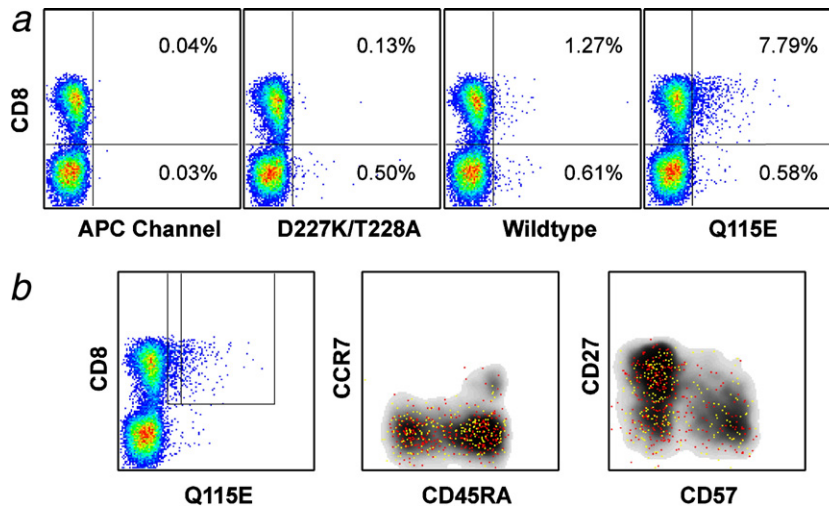 a
CD8
0.04%
0.03%
APC Channel
0.13%
0.50%
D227K/T228A
1.27%
0.61%
Wildtype
7.79%
0.58%
Q115E
b
CD8
Q115E
CCR7
CD45RA
CD27
CD57